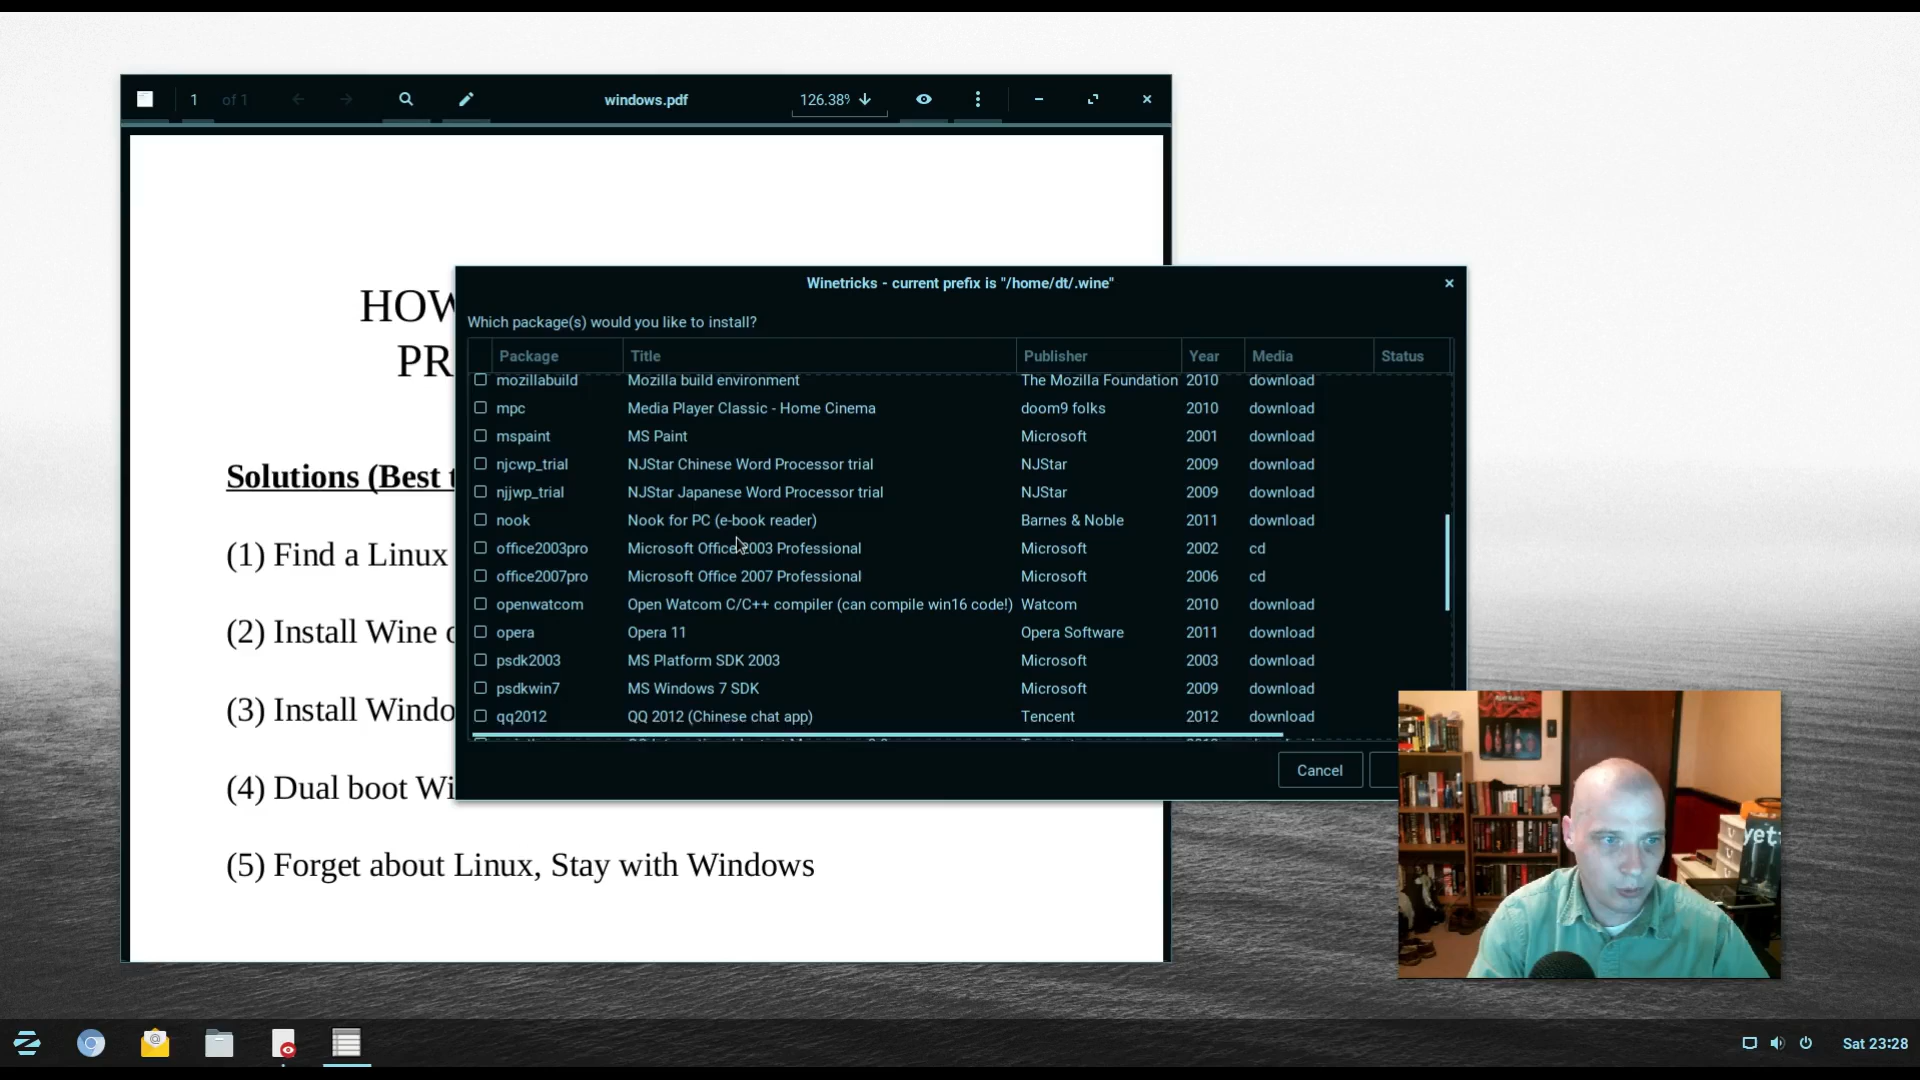 1 of 1
windows.pdf
126.38%
HOW
PR
Solutions (Best t
(1) Find a Linux
(2) Install Wine o
(3) Install Windo
(4) Dual boot Wi
(5) Forget about Linux, Stay with Windows
Winetricks - current prefix is "/home/dt/.wine"
Which package(s) would you like to install?
Package Title Publisher Year Media Status
mozillabuild Mozilla build environment The Mozilla Foundation 2010 download
mpc Media Player Classic - Home Cinema doom9 folks 2010 download
mspaint MS Paint Microsoft 2001 download
njcwp_trial NJStar Chinese Word Processor trial NJStar 2009 download
njjwp_trial NJStar Japanese Word Processor trial NJStar 2009 download
nook Nook for PC (e-book reader) Barnes & Noble 2011 download
office2003pro Microsoft Office 2003 Professional Microsoft 2002 cd
office2007pro Microsoft Office 2007 Professional Microsoft 2006 cd
openwatcom Open Watcom C/C++ compiler (can compile win16 code!) Watcom 2010 download
opera Opera 11 Opera Software 2011 download
psdk2003 MS Platform SDK 2003 Microsoft 2003 download
psdkwin7 MS Windows 7 SDK Microsoft 2009 download
qq2012 QQ 2012 (Chinese chat app) Tencent 2012 download
Cancel
yet
Sat 23:28